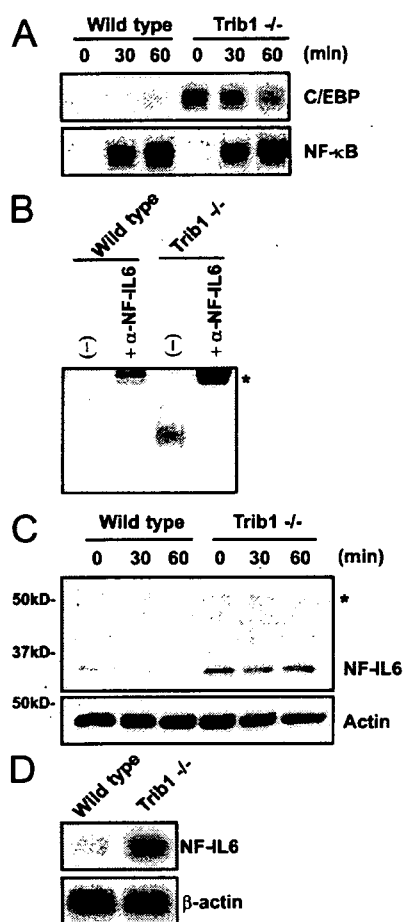 A
Wild type Trib1 -/-
0 30 60 0 30 60 (min)
C/EBP
NF-κB
B
Wild type Trib1 -/-
(-) + α-NF-IL6 (-) + α-NF-IL6
*
C
Wild type Trib1 -/-
0 30 60 0 30 60 (min)
50kD- *
37kD-
NF-IL6
50kD-
Actin
D
Wild type Trib1 -/-
NF-IL6
β-actin